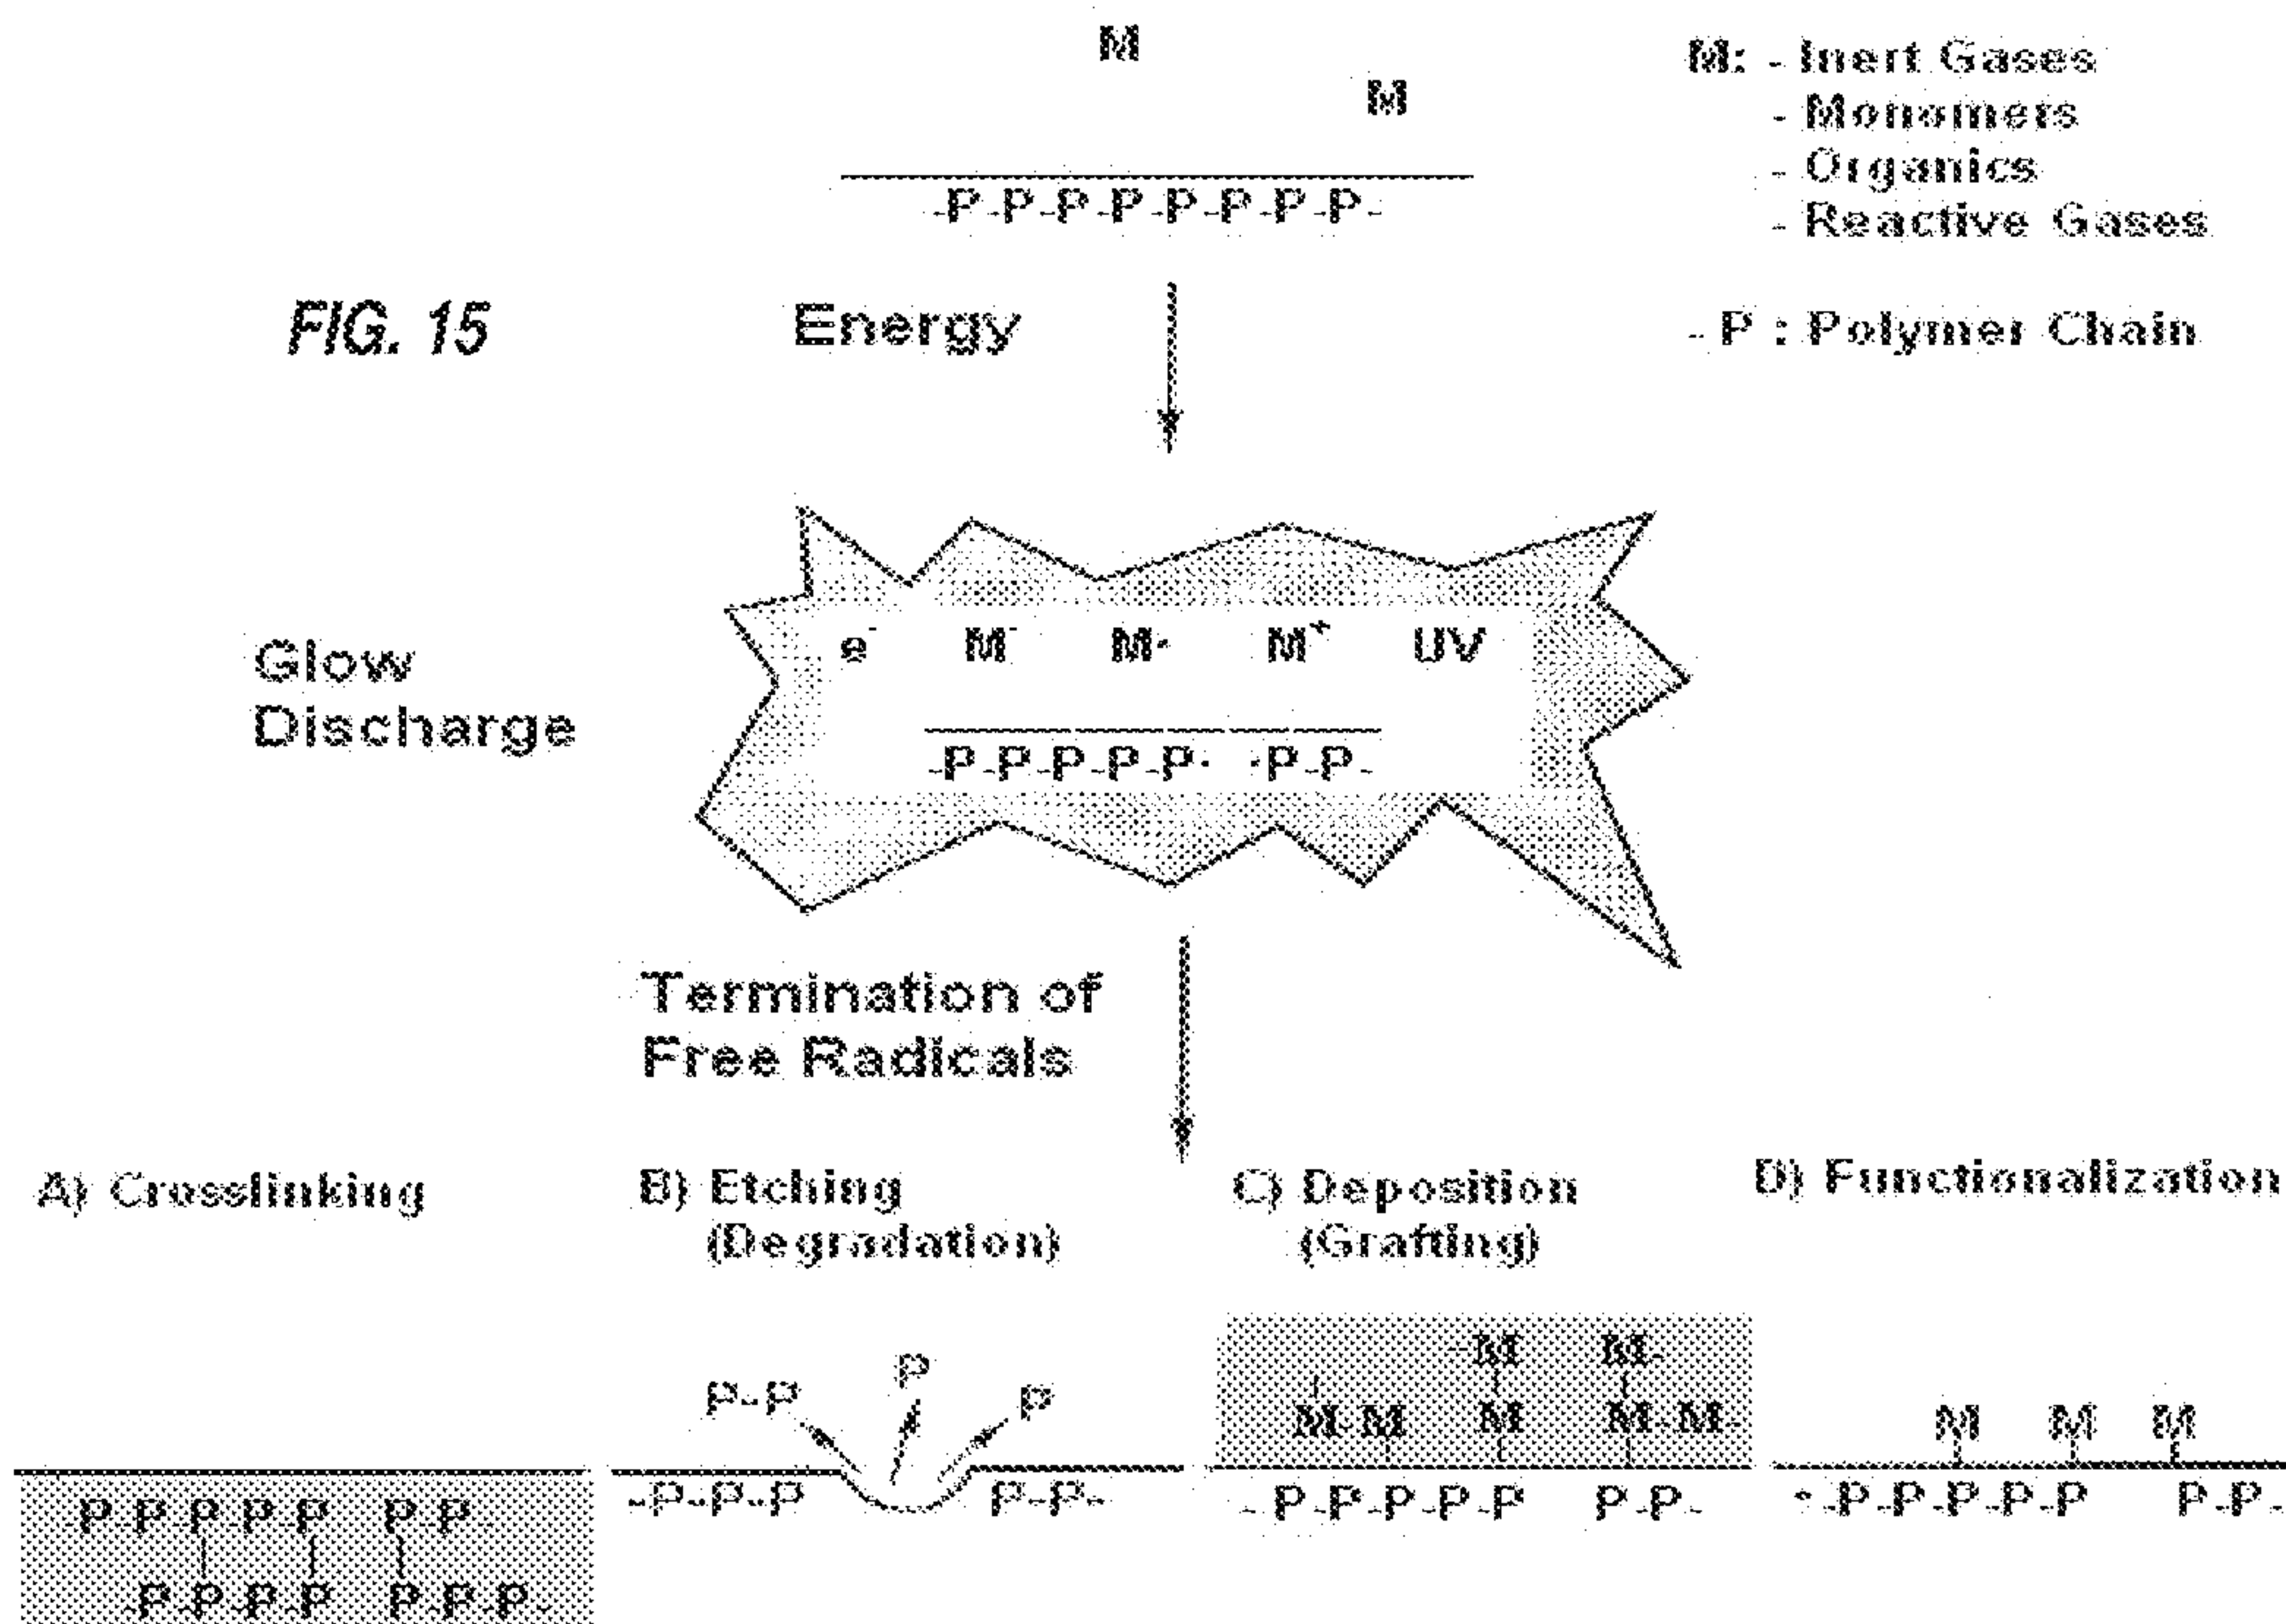 M
M
M: - Inert Gases
- Monomers
- Organics
- Reactive Gases
-P-P-P-P-P-P-P-P-
FIG. 15
Energy
- P : Polymer Chain
Glow
Discharge
e⁻ M⁻ M· M⁺ UV
-P-P-P-P-P· ·P-P-
Termination of
Free Radicals
A) Crosslinking
B) Etching
(Degradation)
C) Deposition
(Grafting)
D) Functionalization
-P-P-P-P-P P-P-
-P-P-P-P P-P-P-
P-P P P
-P-P-P P-P-
-M M-
M-M M M-M-
-P-P-P-P-P P-P-
M M M
-P-P-P-P-P P-P-